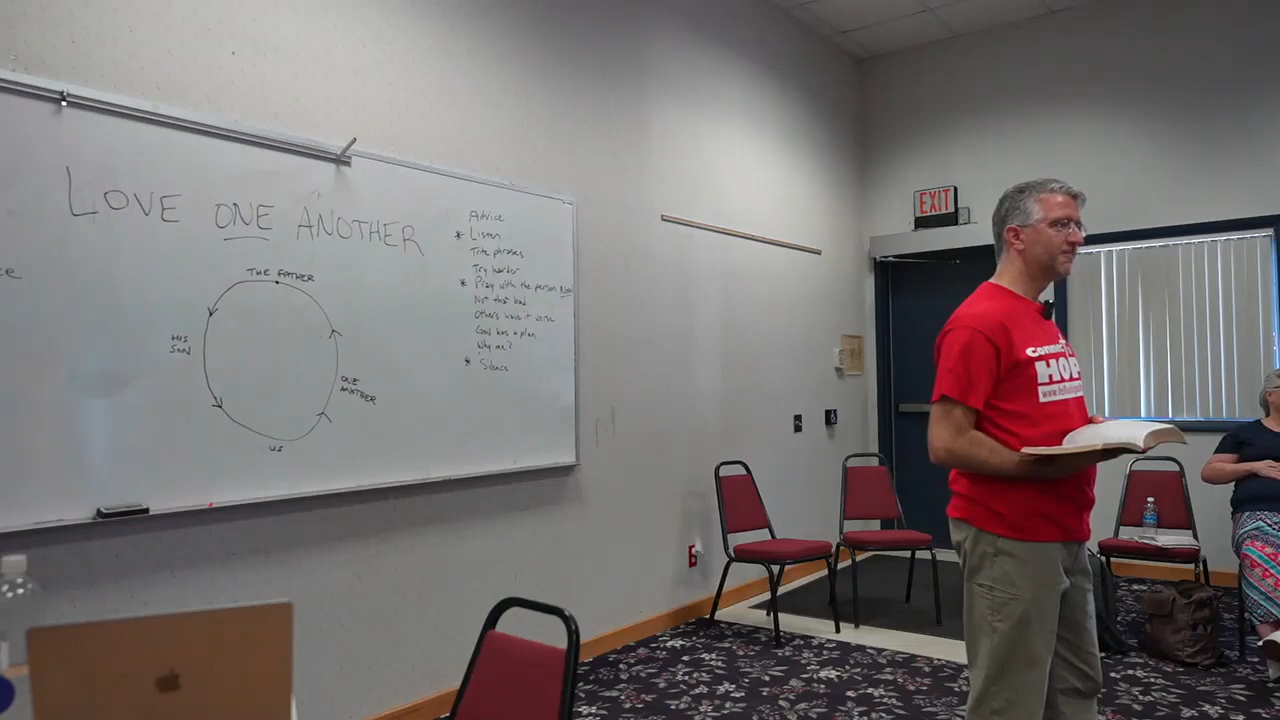 LOVE ONE ANOTHER
THE FATHER
HIS
SON
ONE
ANOTHER
US
Advice
* Listen
Trite phrases
Try harder
* Pray with the person Now
Not that bad
Others have it worse
God has a plan
Why me?
* Silence
EXIT
HOP